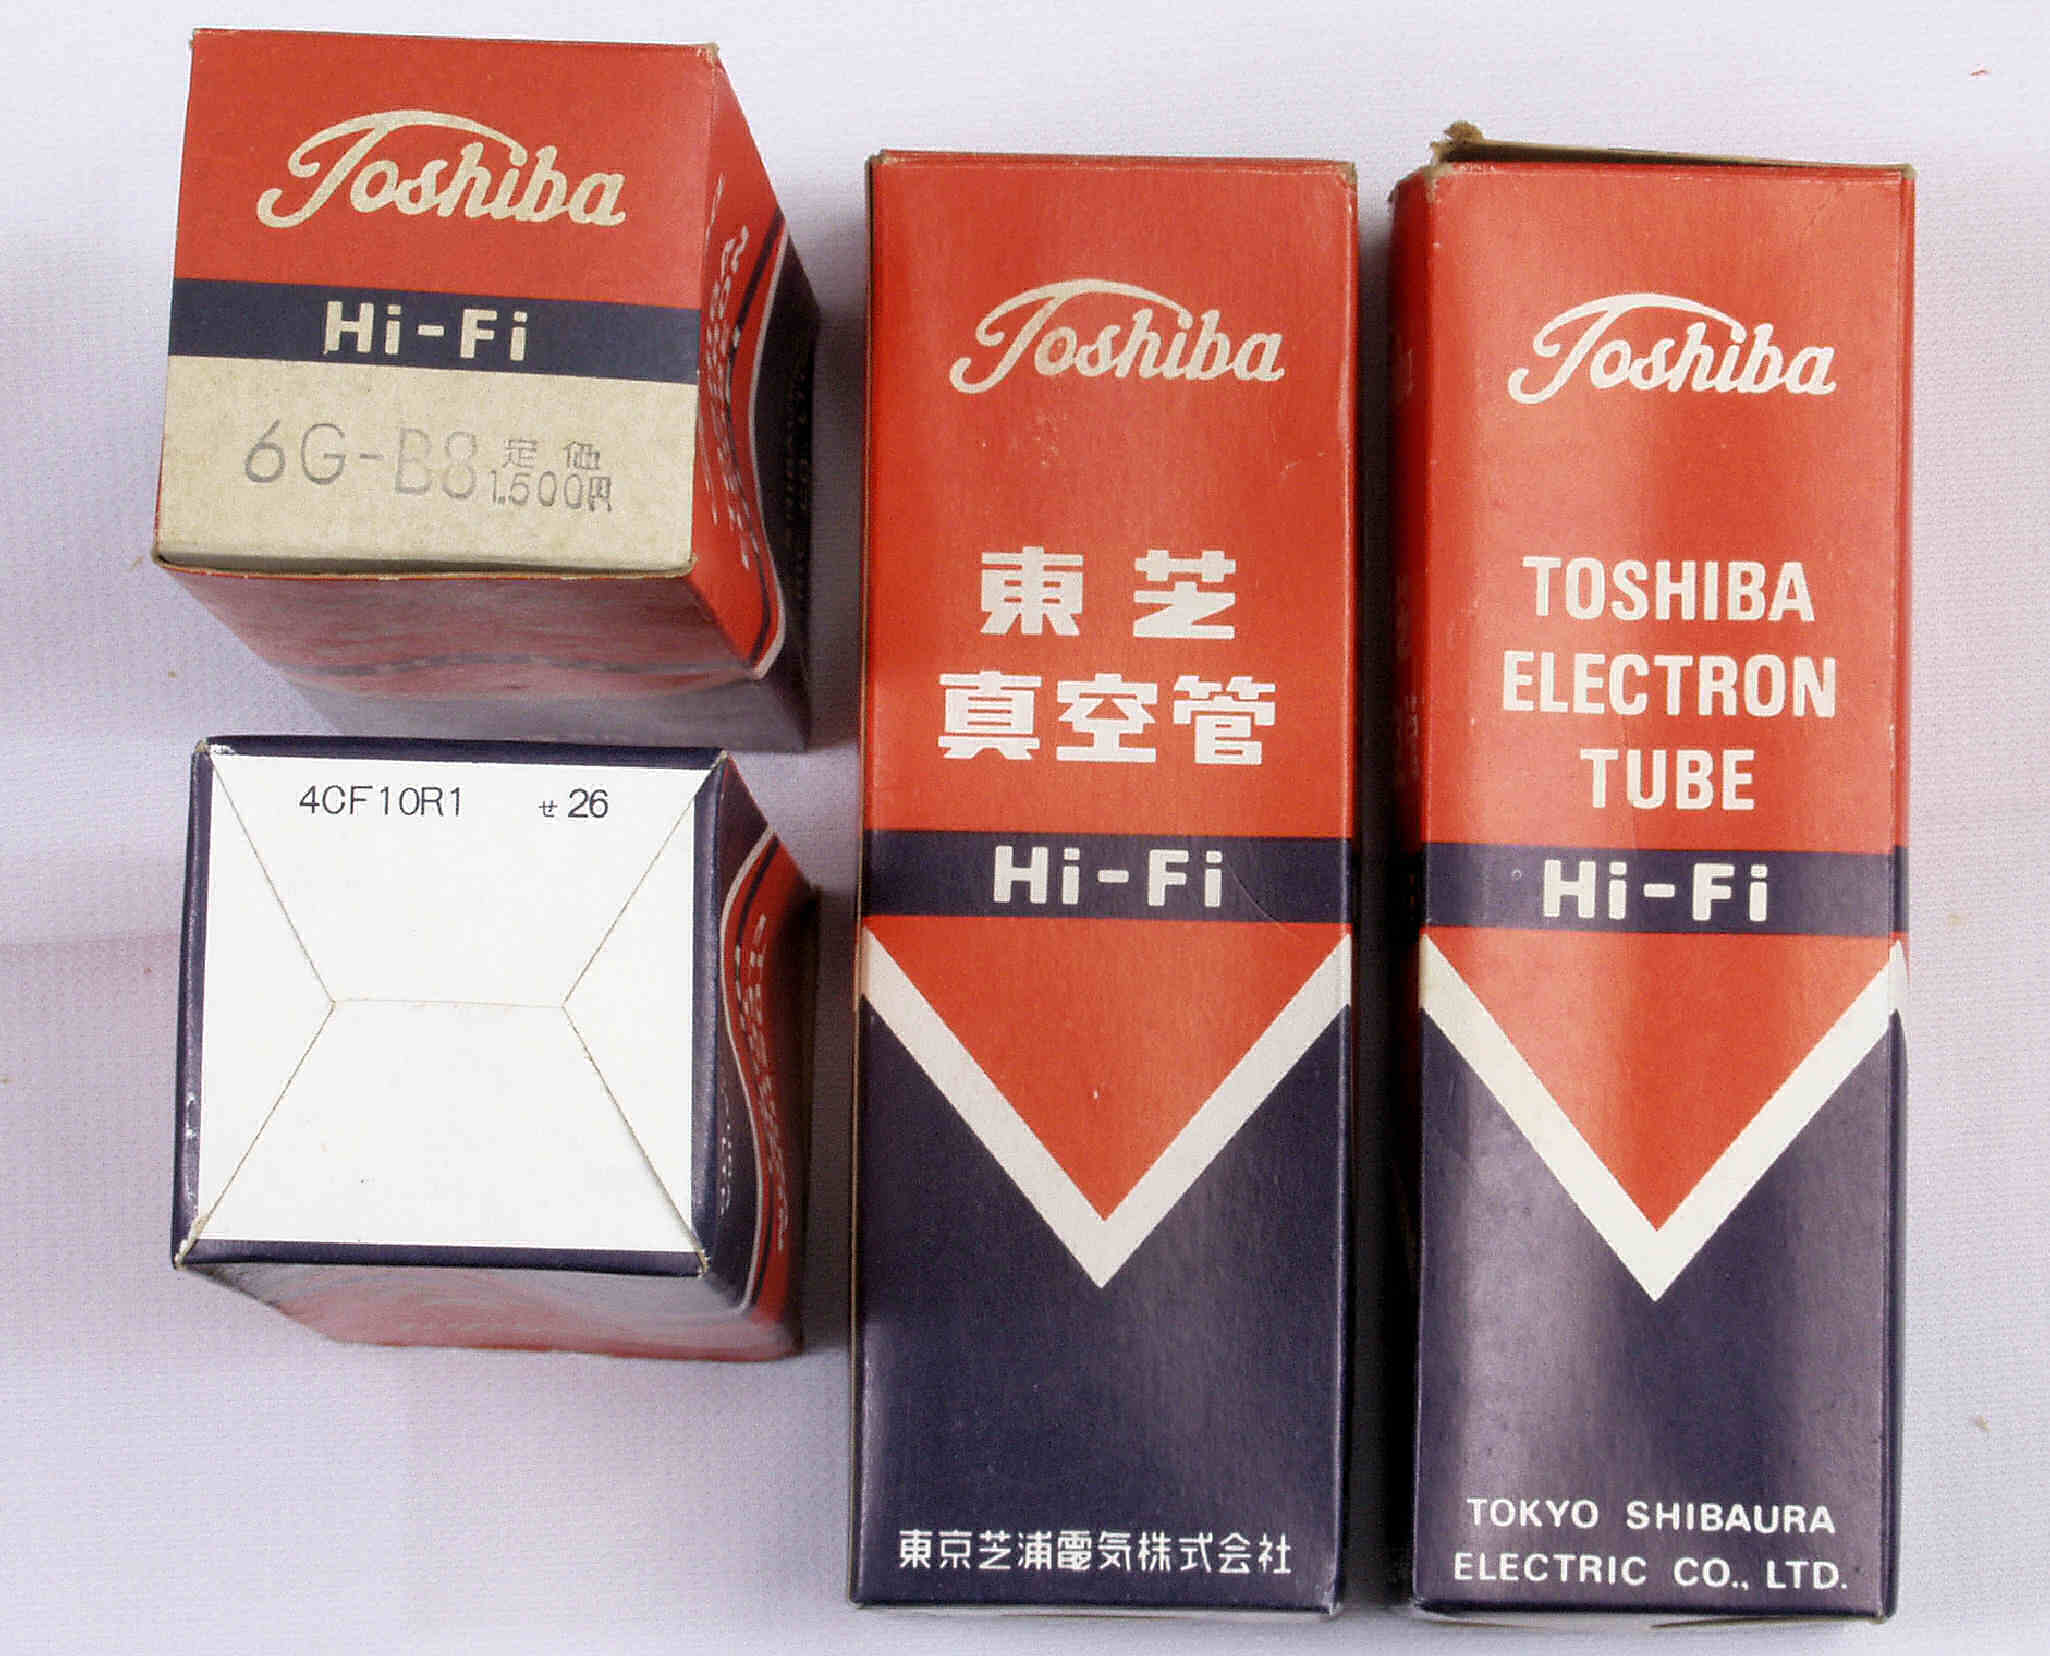 Toshiba
Hi-Fi
6G-B8 定価
1.500円
4CF10R1 せ26
Toshiba
東芝
真空管
Hi-Fi
東京芝浦電気株式会社
Toshiba
TOSHIBA
ELECTRON
TUBE
Hi-Fi
TOKYO SHIBAURA
ELECTRIC CO., LTD.